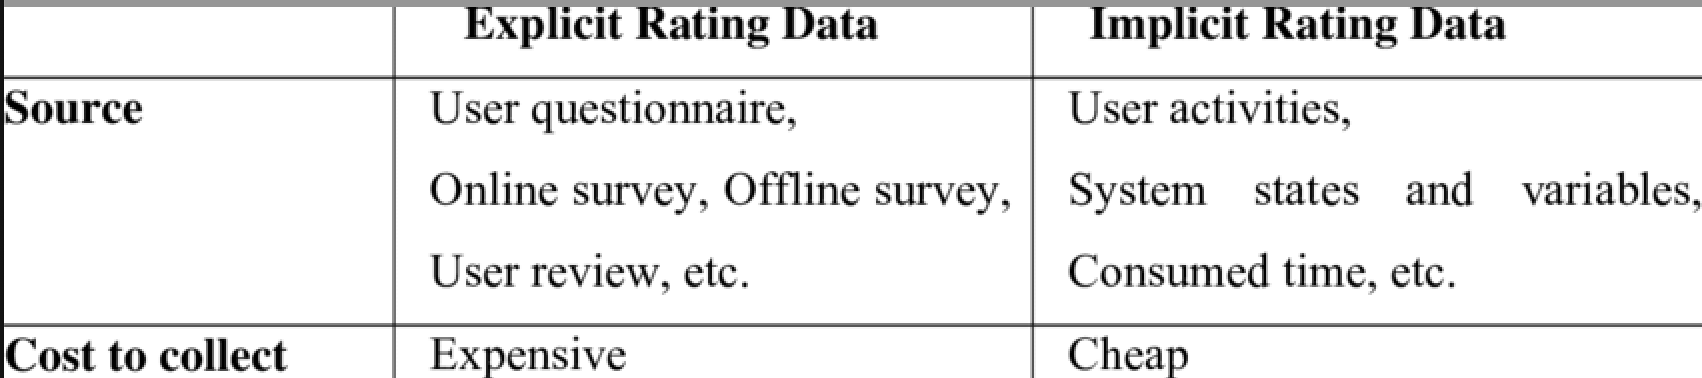 Explicit Rating Data Implicit Rating Data
Source User questionnaire, User activities,
Online survey, Offline survey, System states and variables,
User review, etc. Consumed time, etc.
Cost to collect Expensive Cheap